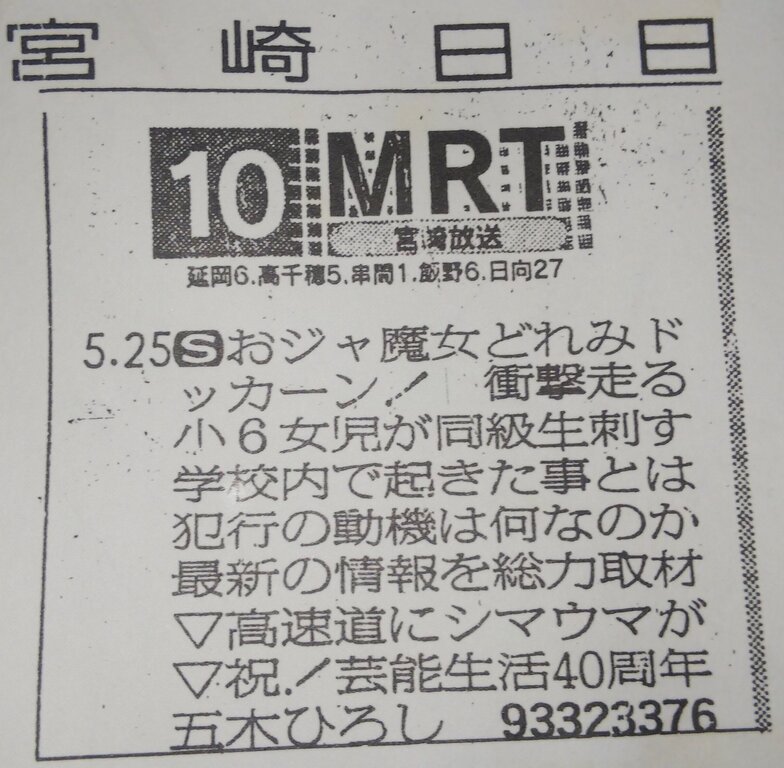 宮崎日日
10 MRT
宮崎放送
延岡6.高千穂5.串間1.飯野6.日向27
5.25Ⓢおジャ魔女どれみド
ッカーン! 衝撃走る
小6女児が同級生刺す
学校内で起きた事とは
犯行の動機は何なのか
最新の情報を総力取材
▽高速道にシマウマが
▽祝!芸能生活40周年
五木ひろし 93323376